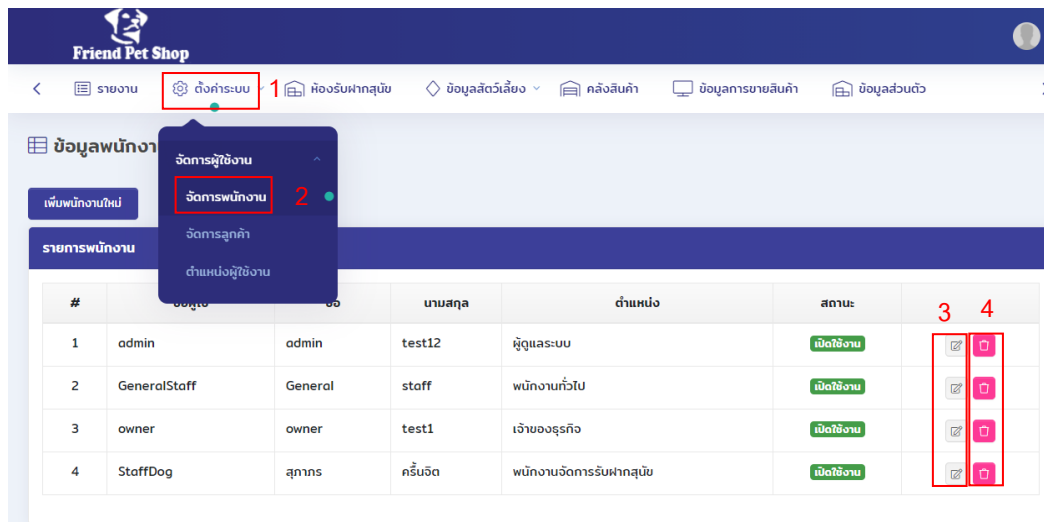 Friend Pet Shop
รายงาน ตั้งค่าระบบ 1 ห้องรับฝากสุนัข ข้อมูลสัตว์เลี้ยง คลังสินค้า ข้อมูลการขายสินค้า ข้อมูลส่วนตัว
ข้อมูลพนักงา
จัดการผู้ใช้งาน
จัดการพนักงาน 2
เพิ่มพนักงานใหม่
จัดการลูกค้า
รายการพนักงาน
ตำแหน่งผู้ใช้งาน
# นามสกุล ตำแหน่ง สถานะ 3 4
1 admin admin test12 ผู้ดูแลระบบ เปิดใช้งาน
2 GeneralStaff General staff พนักงานทั่วไป เปิดใช้งาน
3 owner owner test1 เจ้าของธุรกิจ เปิดใช้งาน
4 StaffDog สุภาภร ครื้นจิต พนักงานจัดการรับฝากสุนัข เปิดใช้งาน